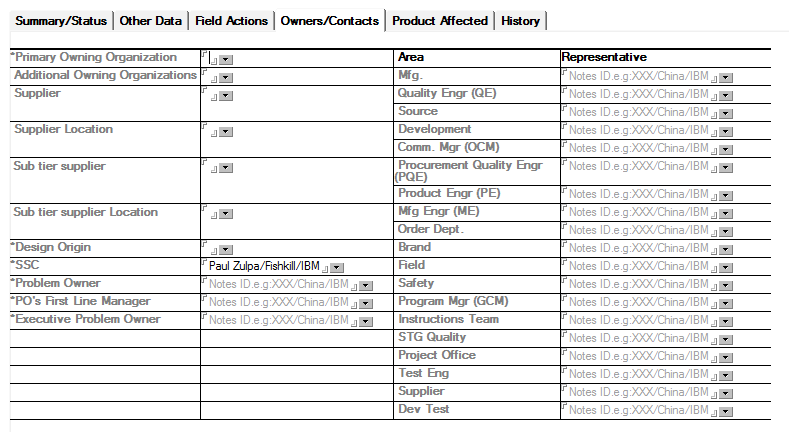 Summary/Status Other Data Field Actions Owners/Contacts Product Affected History
*Primary Owning Organization Area Representative
Additional Owning Organizations Mfg. Notes ID.e.g:XXX/China/IBM
Supplier Quality Engr (QE) Notes ID.e.g:XXX/China/IBM
Source Notes ID.e.g:XXX/China/IBM
Supplier Location Development Notes ID.e.g:XXX/China/IBM
Comm. Mgr (OCM) Notes ID.e.g:XXX/China/IBM
Sub tier supplier Procurement Quality Engr Notes ID.e.g:XXX/China/IBM
(PQE)
Product Engr (PE) Notes ID.e.g:XXX/China/IBM
Sub tier supplier Location Mfg Engr (ME) Notes ID.e.g:XXX/China/IBM
Order Dept. Notes ID.e.g:XXX/China/IBM
*Design Origin Brand Notes ID.e.g:XXX/China/IBM
*SSC Paul Zulpa/Fishkill/IBM Field Notes ID.e.g:XXX/China/IBM
*Problem Owner Notes ID.e.g:XXX/China/IBM Safety Notes ID.e.g:XXX/China/IBM
*PO's First Line Manager Notes ID.e.g:XXX/China/IBM Program Mgr (GCM) Notes ID.e.g:XXX/China/IBM
*Executive Problem Owner Notes ID.e.g:XXX/China/IBM Instructions Team Notes ID.e.g:XXX/China/IBM
STG Quality Notes ID.e.g:XXX/China/IBM
Project Office Notes ID.e.g:XXX/China/IBM
Test Eng Notes ID.e.g:XXX/China/IBM
Supplier Notes ID.e.g:XXX/China/IBM
Dev Test Notes ID.e.g:XXX/China/IBM